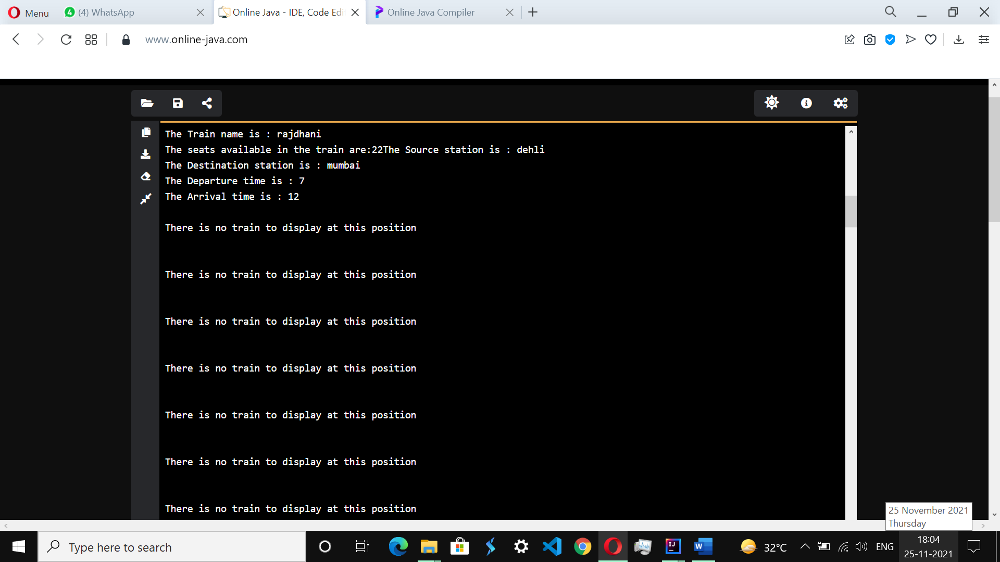 Menu
(4) WhatsApp
Online Java - IDE, Code Edi
Online Java Compiler
www.online-java.com
The Train name is : rajdhani
The seats available in the train are:22The Source station is : dehli
The Destination station is : mumbai
The Departure time is : 7
The Arrival time is : 12
There is no train to display at this position
There is no train to display at this position
There is no train to display at this position
There is no train to display at this position
There is no train to display at this position
There is no train to display at this position
There is no train to display at this position
25 November 2021
Thursday
Type here to search
32°C
ENG
18:04
25-11-2021